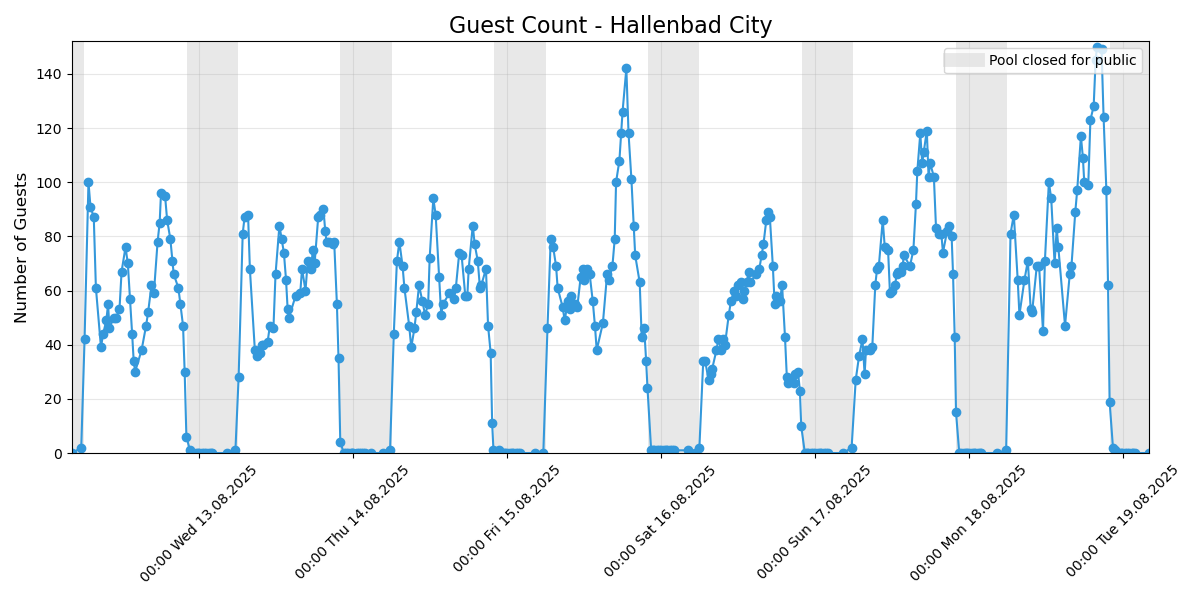 Guest Count - Hallenbad City
Pool closed for public
Number of Guests
140
120
100
80
60
40
20
0
00:00 Wed 13.08.2025
00:00 Thu 14.08.2025
00:00 Fri 15.08.2025
00:00 Sat 16.08.2025
00:00 Sun 17.08.2025
00:00 Mon 18.08.2025
00:00 Tue 19.08.2025